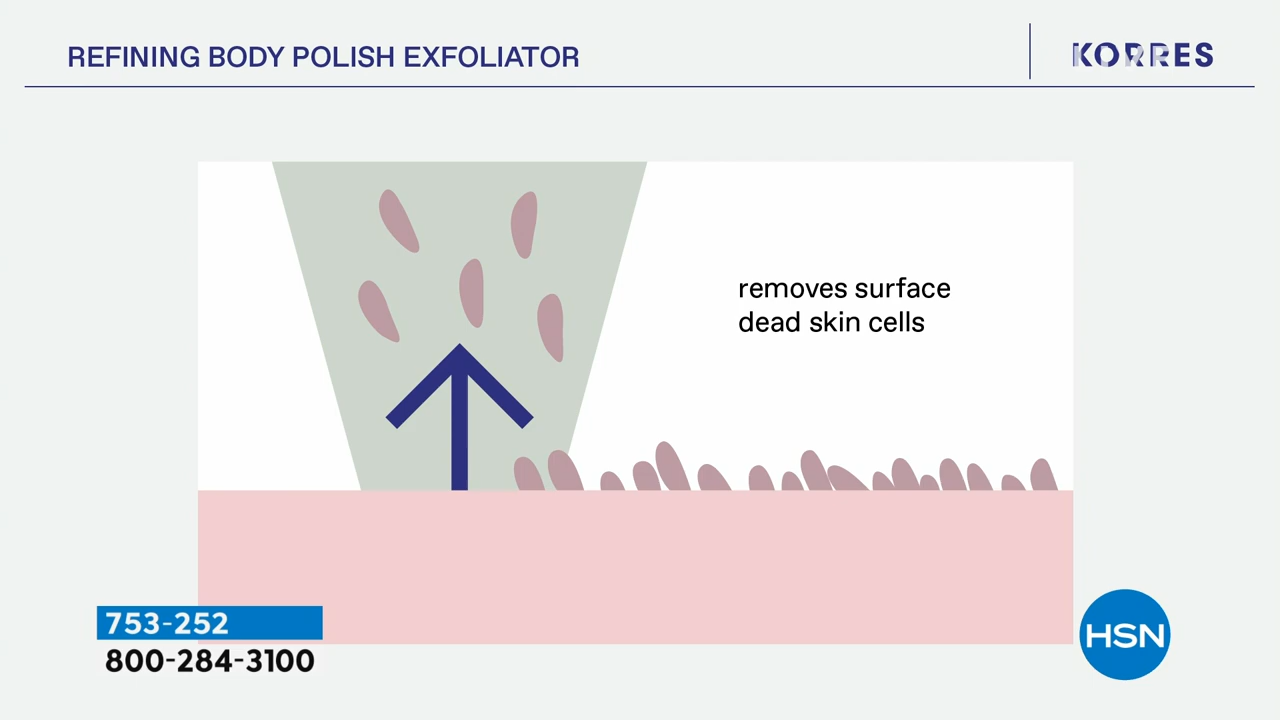 REFINING BODY POLISH EXFOLIATOR
KORRES
removes surface
dead skin cells
753-252
800-284-3100
HSN